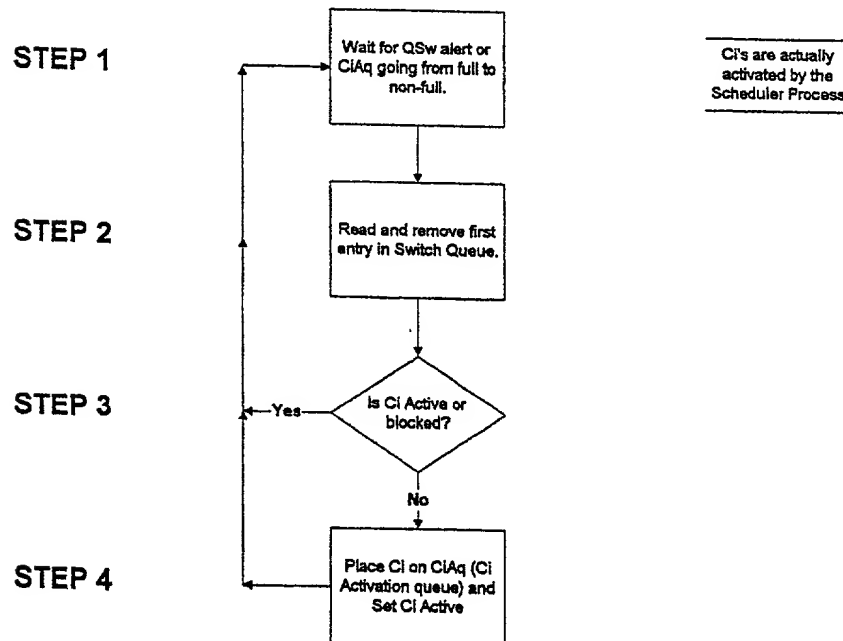 STEP 1
Wait for QSw alert or
CiAq going from full to
non-full.
Ci's are actually
activated by the
Scheduler Process
STEP 2
Read and remove first
entry in Switch Queue.
STEP 3
Is Ci Active or
blocked?
Yes
No
STEP 4
Place Ci on CiAq (Ci
Activation queue) and
Set Ci Active